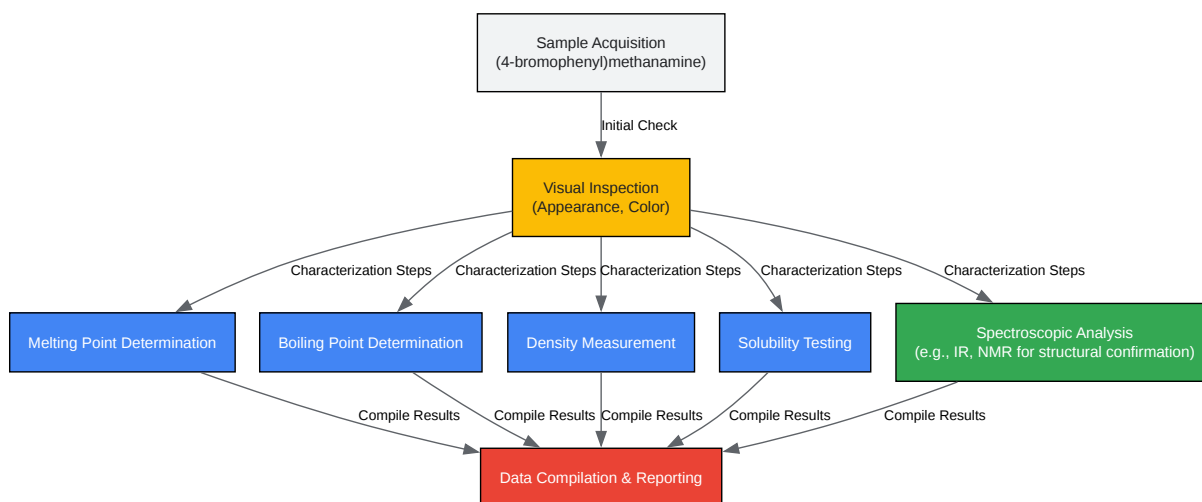 Sample Acquisition
(4-bromophenyl)methanamine)
Initial Check
Visual Inspection
(Appearance, Color)
Characterization Steps
Characterization Steps
Characterization Steps
Characterization Steps
Characterization Steps
Melting Point Determination
Boiling Point Determination
Density Measurement
Solubility Testing
Spectroscopic Analysis
(e.g., IR, NMR for structural confirmation)
Compile Results
Compile Results
Compile Results
Compile Results
Compile Results
Data Compilation & Reporting